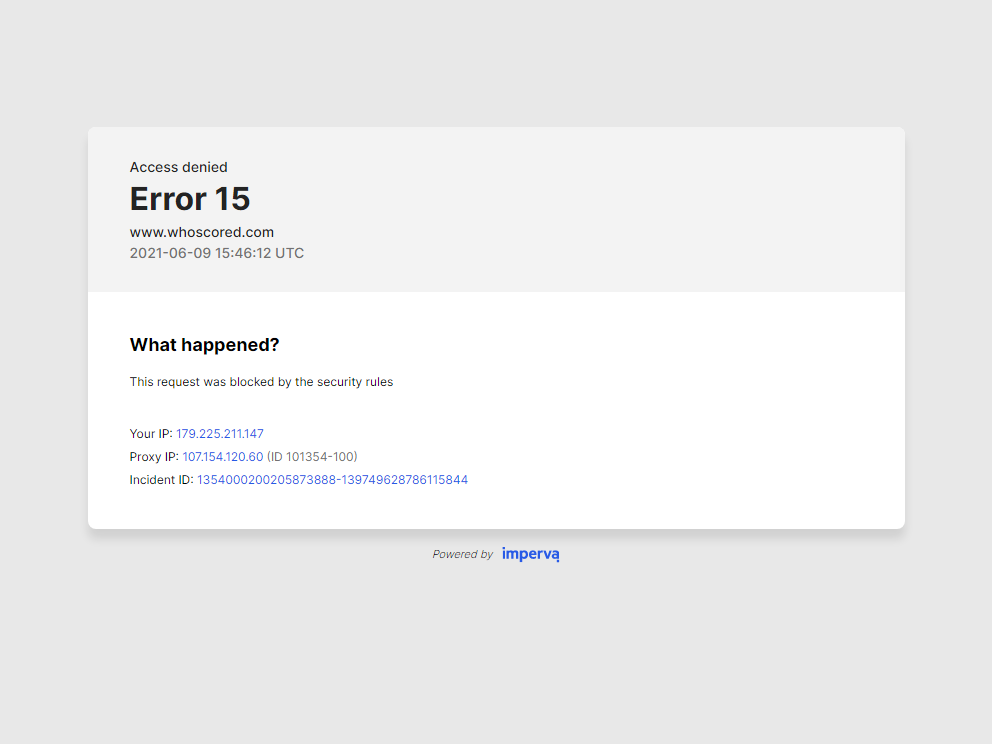 Access denied
Error 15
www.whoscored.com
2021-06-09 15:46:12 UTC
What happened?
This request was blocked by the security rules
Your IP: 179.225.211.147
Proxy IP: 107.154.120.60 (ID 101354-100)
Incident ID: 1354000200205873888-139749628786115844
Powered by imperva